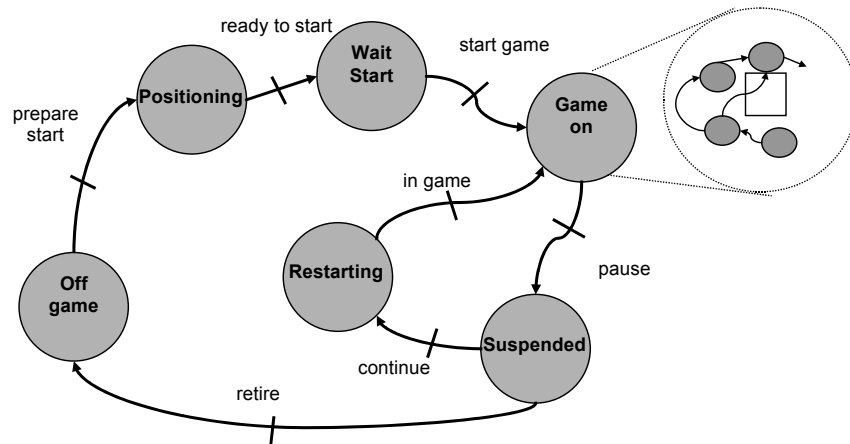 ready to start
Wait
Start
start game
Positioning
Game
on
prepare
start
in game
Off
game
Restarting
pause
Suspended
continue
retire